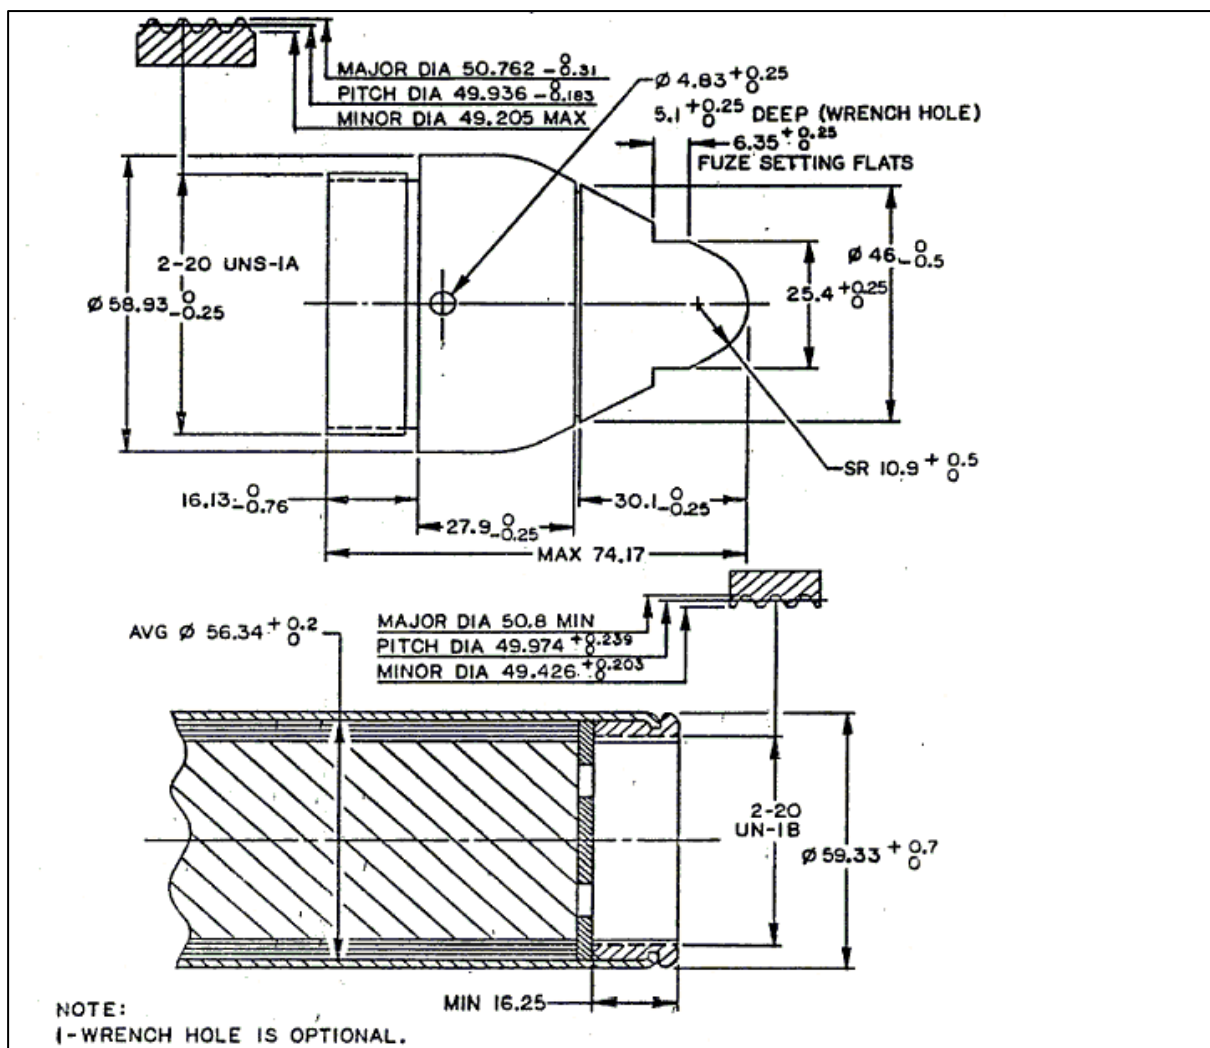 MAJOR DIA 50.762 0 -0.31
PITCH DIA 49.936 0 -0.183
MINOR DIA 49.205 MAX
Ø 4.83 +0.25 0
5.1 +0.25 0 DEEP (WRENCH HOLE)
6.35 +0.25 0
FUZE SETTING FLATS
2-20 UNS-1A
Ø 58.93 0 -0.25
Ø 46 0 -0.5
25.4 +0.25 0
SR 10.9 +0.5 0
16.13 0 -0.76
27.9 0 -0.25
30.1 0 -0.25
MAX 74.17
AVG Ø 56.34 +0.2 0
MAJOR DIA 50.8 MIN
PITCH DIA 49.974 +0.239 0
MINOR DIA 49.426 +0.203 0
2-20
UN-1B
Ø 59.33 +0.7 0
MIN 16.25
NOTE:
1-WRENCH HOLE IS OPTIONAL.